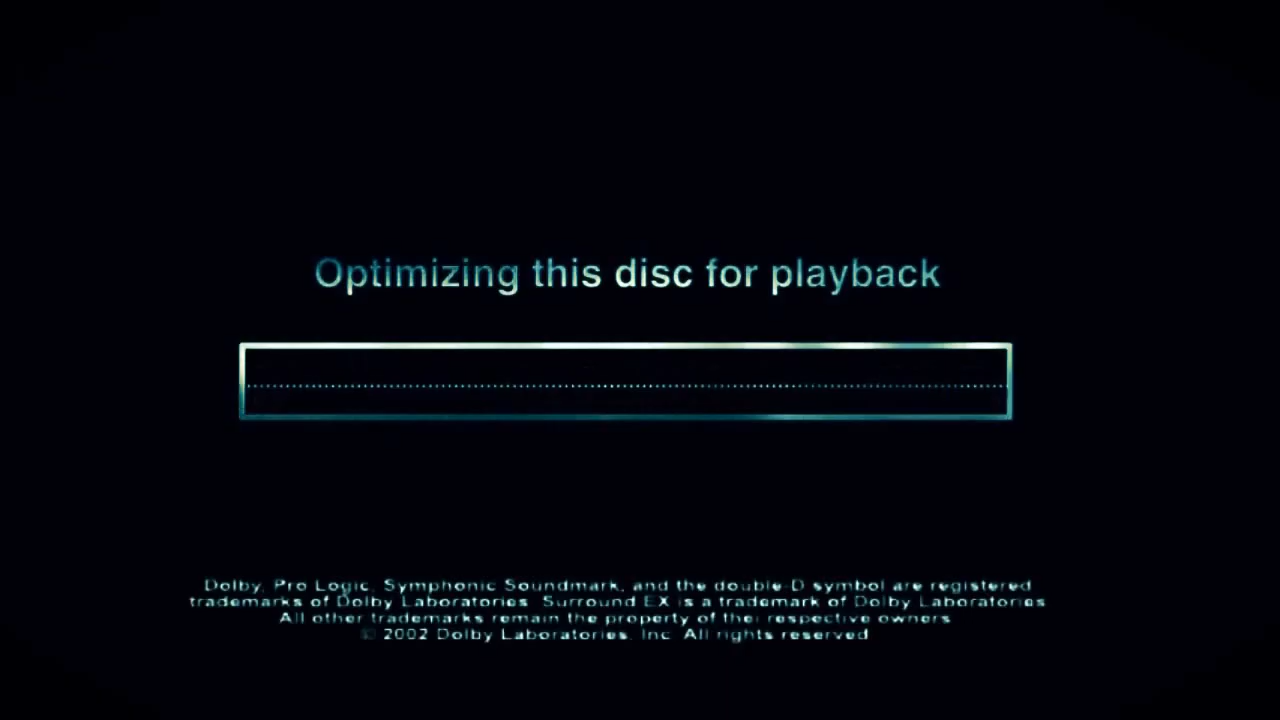 Optimizing this disc for playback
Dolby, Pro Logic, Symphonic Soundmark, and the double-D symbol are registered
trademarks of Dolby Laboratories. Surround EX is a trademark of Dolby Laboratories.
All other trademarks remain the property of their respective owners.
© 2002 Dolby Laboratories, Inc. All rights reserved.